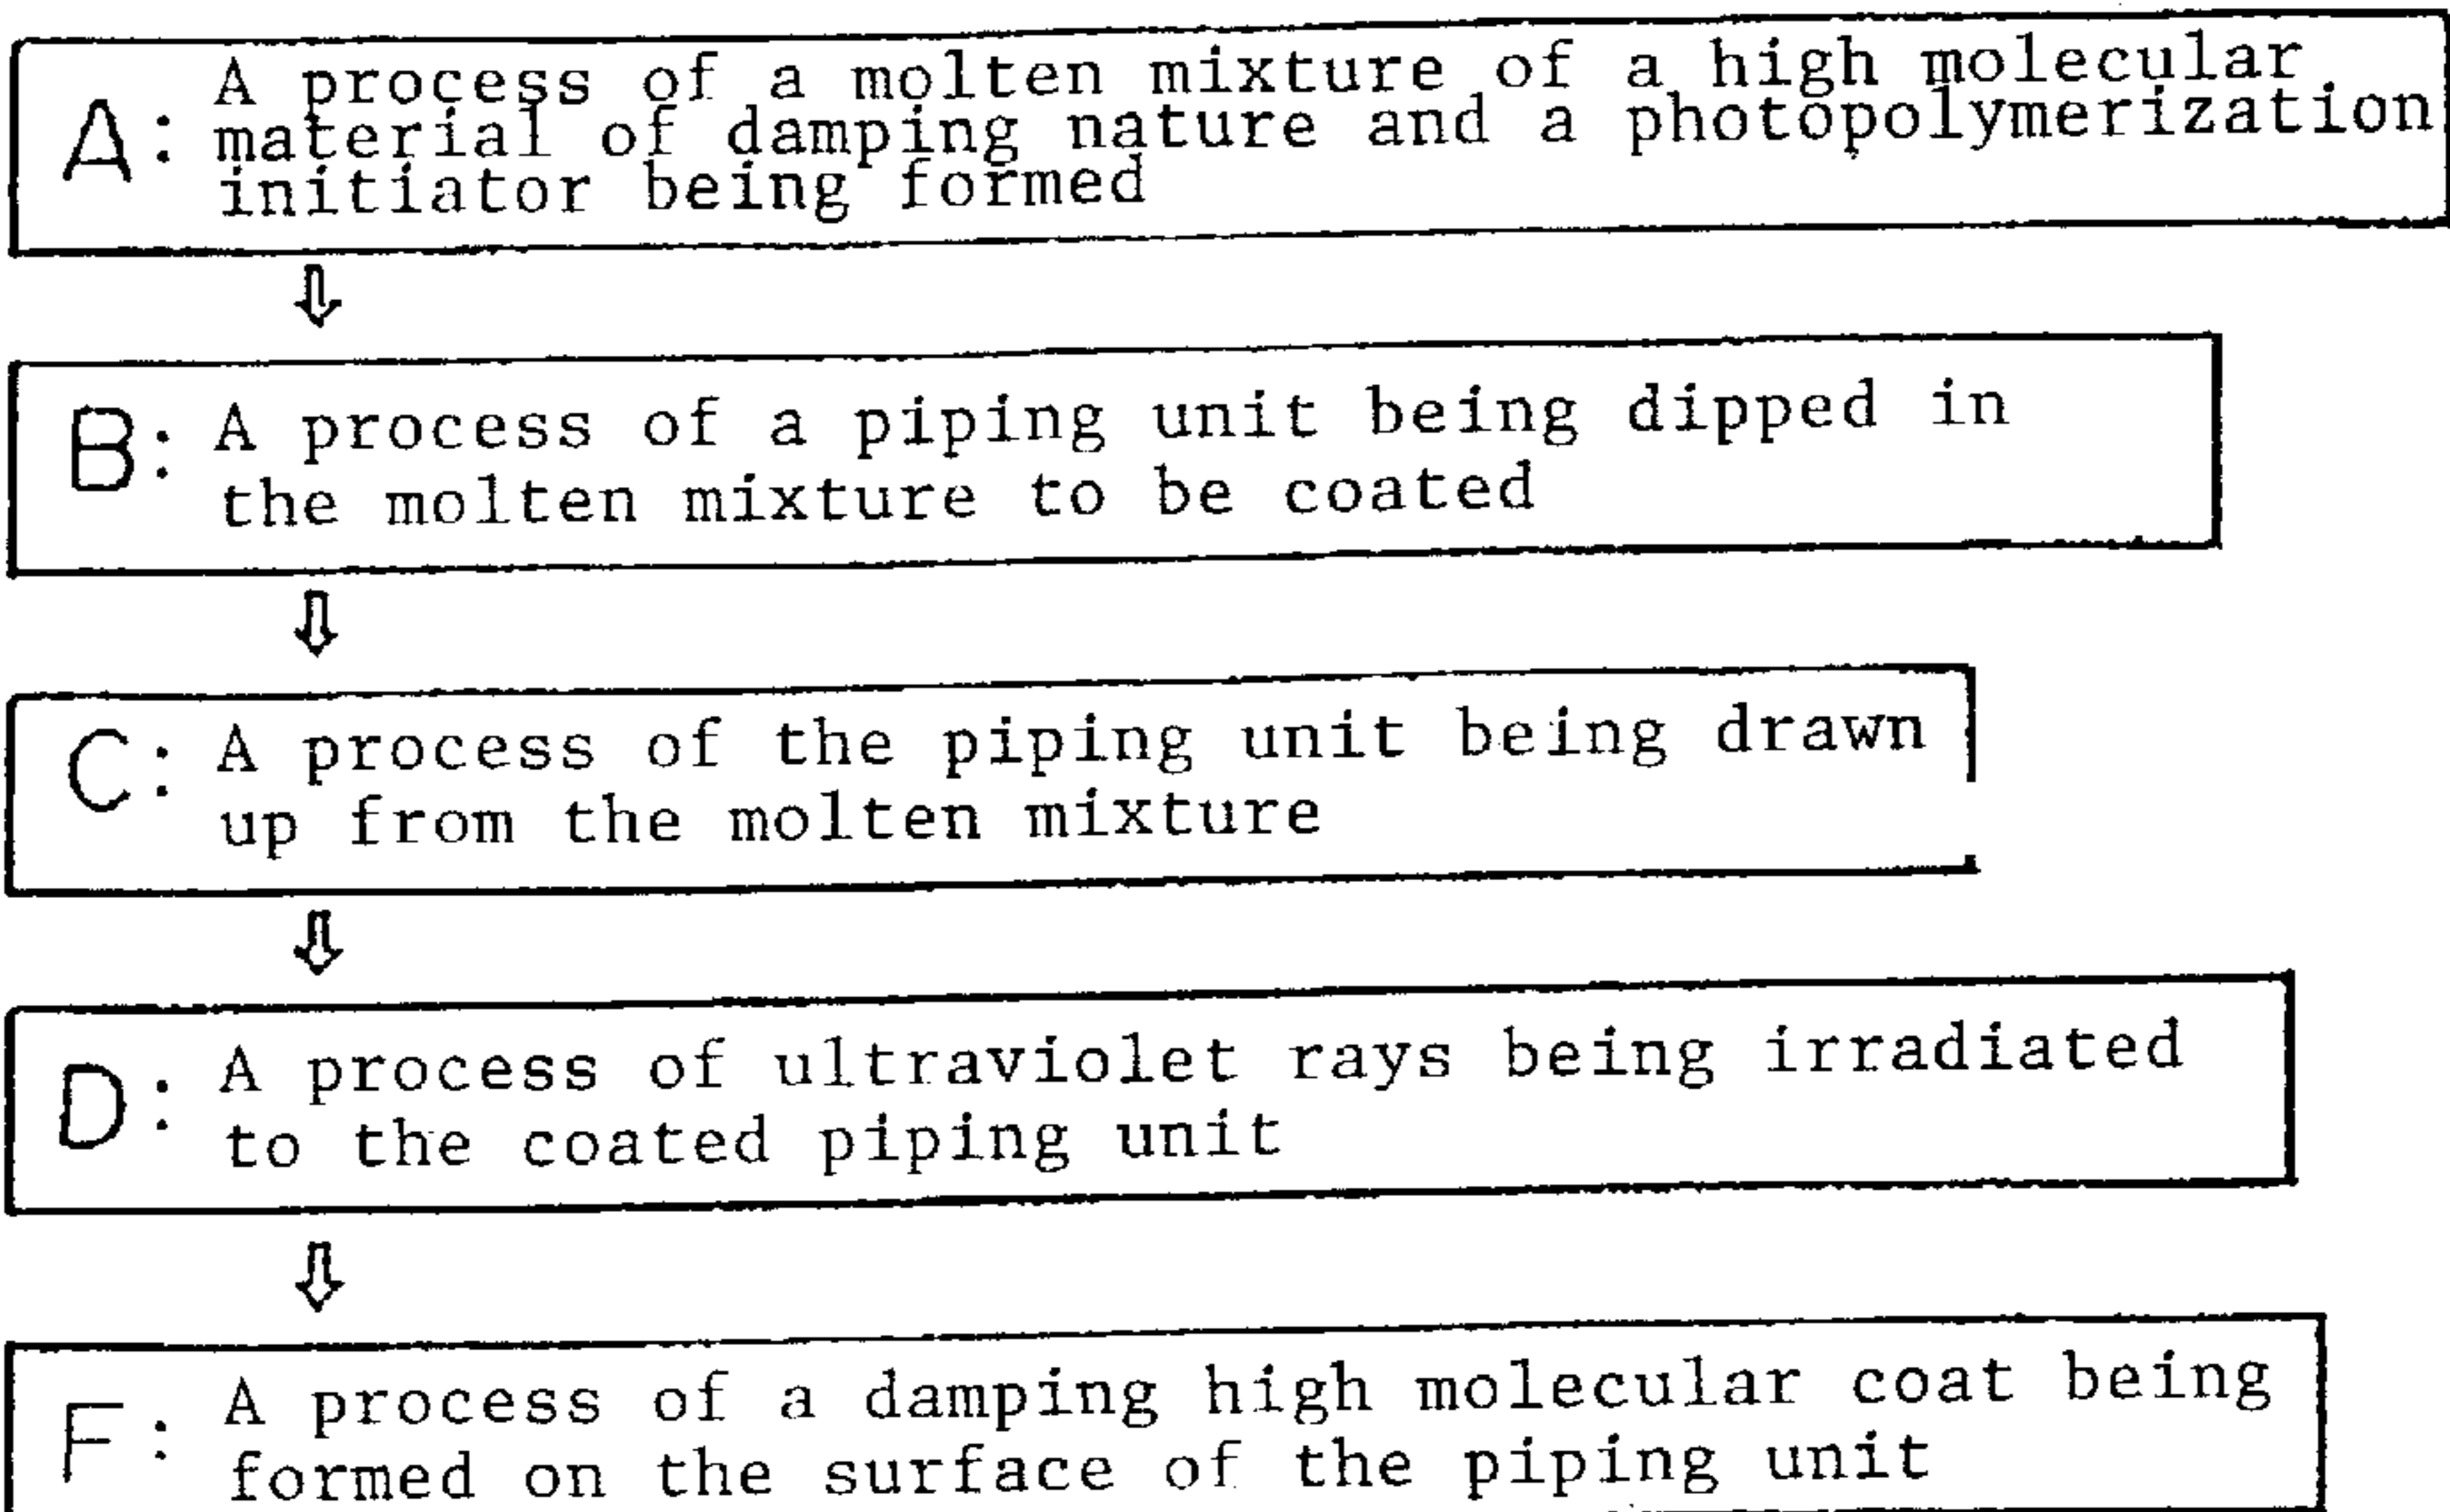 A: A process of a molten mixture of a high molecular
material of damping nature and a photopolymerization
initiator being formed
B: A process of a piping unit being dipped in
the molten mixture to be coated
C: A process of the piping unit being drawn
up from the molten mixture
D: A process of ultraviolet rays being irradiated
to the coated piping unit
F: A process of a damping high molecular coat being
formed on the surface of the piping unit